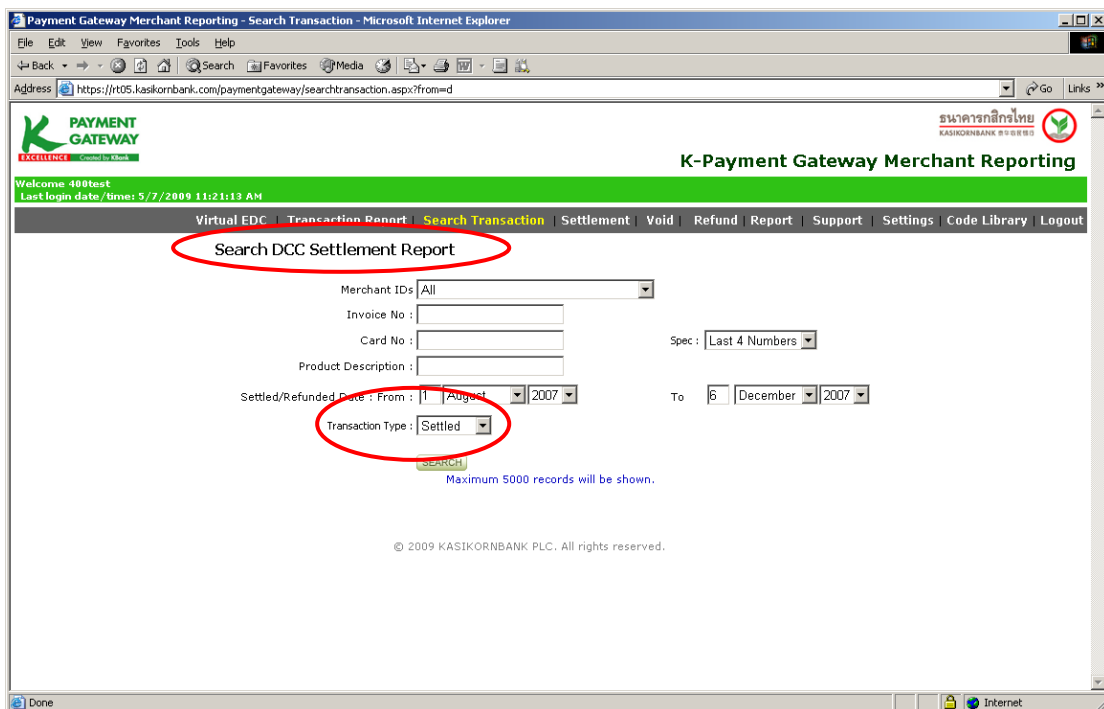 Payment Gateway Merchant Reporting - Search Transaction - Microsoft Internet Explorer
File Edit View Favorites Tools Help
Back Search Favorites Media
Address https://rt05.kasikornbank.com/paymentgateway/searchtransaction.aspx?from=d Go Links »
PAYMENT
GATEWAY
EXCELLENCE Created by KBank
ธนาคารกสิกรไทย
KASIKORNBANK
K-Payment Gateway Merchant Reporting
Welcome 400test
Last login date/time: 5/7/2009 11:21:13 AM
Virtual EDC | Transaction Report | Search Transaction | Settlement | Void | Refund | Report | Support | Settings | Code Library | Logout
Search DCC Settlement Report
Merchant IDs All
Invoice No :
Card No : Spec : Last 4 Numbers
Product Description :
Settled/Refunded Date : From : 1 August 2007 To 6 December 2007
Transaction Type : Settled
SEARCH
Maximum 5000 records will be shown.
© 2009 KASIKORNBANK PLC. All rights reserved.
Done Internet